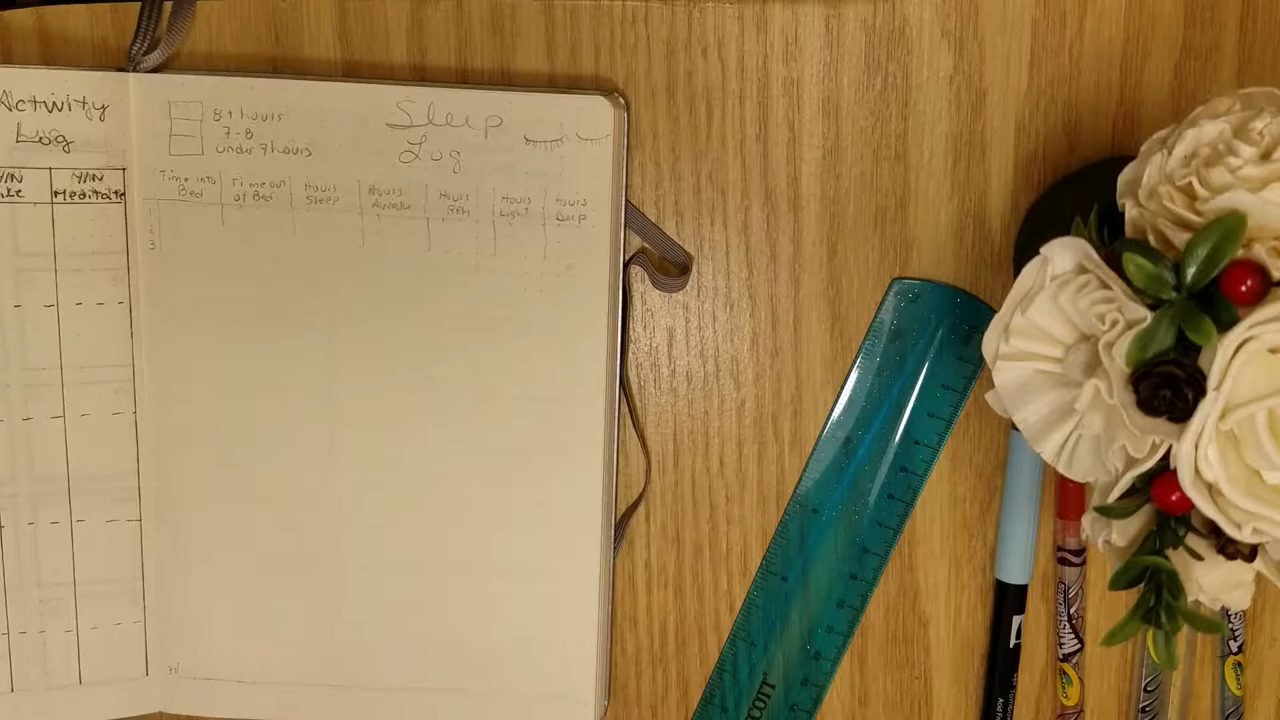 Activity
Log
Y/N
Meditate
8+ hours
7-8
under 7 hours
Sleep
Log
Time into
Bed
Time out
of Bed
Hours
Sleep
Hours
Awake
Hours
REM
Hours
Light
Hours
Deep
1
2
3
31
TWISTABLES
Crayola